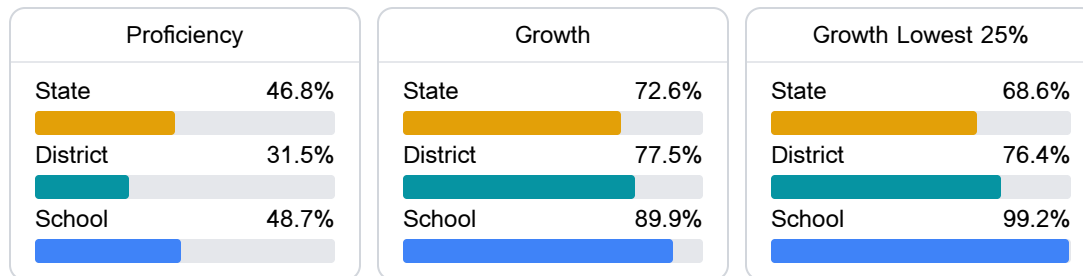 Proficiency
State 46.8%
District 31.5%
School 48.7%
Growth
State 72.6%
District 77.5%
School 89.9%
Growth Lowest 25%
State 68.6%
District 76.4%
School 99.2%